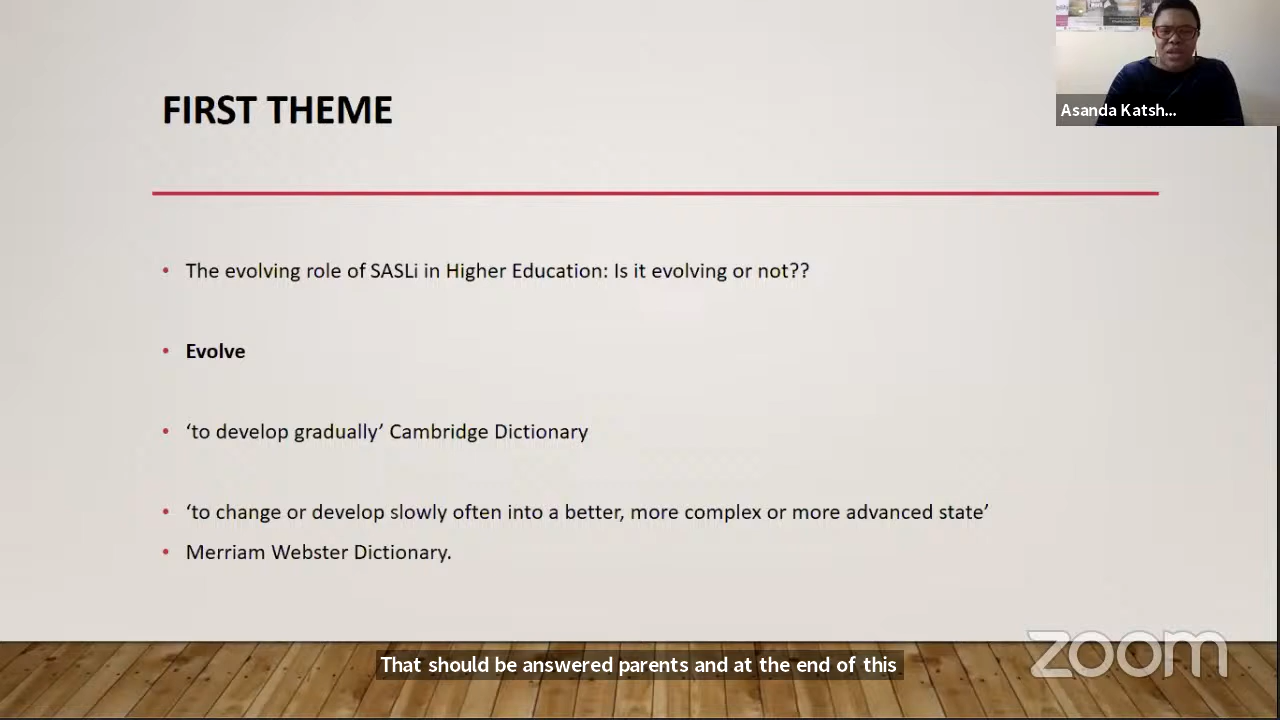 FIRST THEME
Asanda Katsh...
• The evolving role of SASLi in Higher Education: Is it evolving or not??
• Evolve
• ‘to develop gradually’ Cambridge Dictionary
• ‘to change or develop slowly often into a better, more complex or more advanced state’
• Merriam Webster Dictionary.
That should be answered parents and at the end of this
zoom